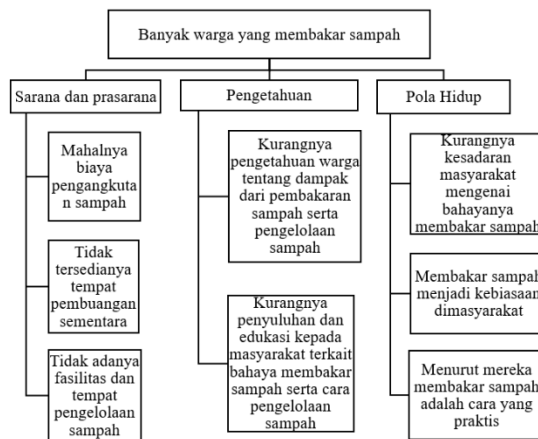 Banyak warga yang membakar sampah
Sarana dan prasarana
Pengetahuan
Pola Hidup
Mahalnya
biaya
pengangkuta
n sampah
Tidak
tersedianya
tempat
pembuangan
sementara
Tidak adanya
fasilitas dan
tempat
pengelolaan
sampah
Kurangnya
pengetahuan warga
tentang dampak
dari pembakaran
sampah serta
pengelolaan
sampah
Kurangnya
penyuluhan dan
edukasi kepada
masyarakat terkait
bahaya membakar
sampah serta cara
pengelolaan
sampah
Kurangnya
kesadaran
masyarakat
mengenai
bahayanya
membakar sampah
Membakar sampah
menjadi kebiasaan
dimasyarakat
Menurut mereka
membakar sampah
adalah cara yang
praktis